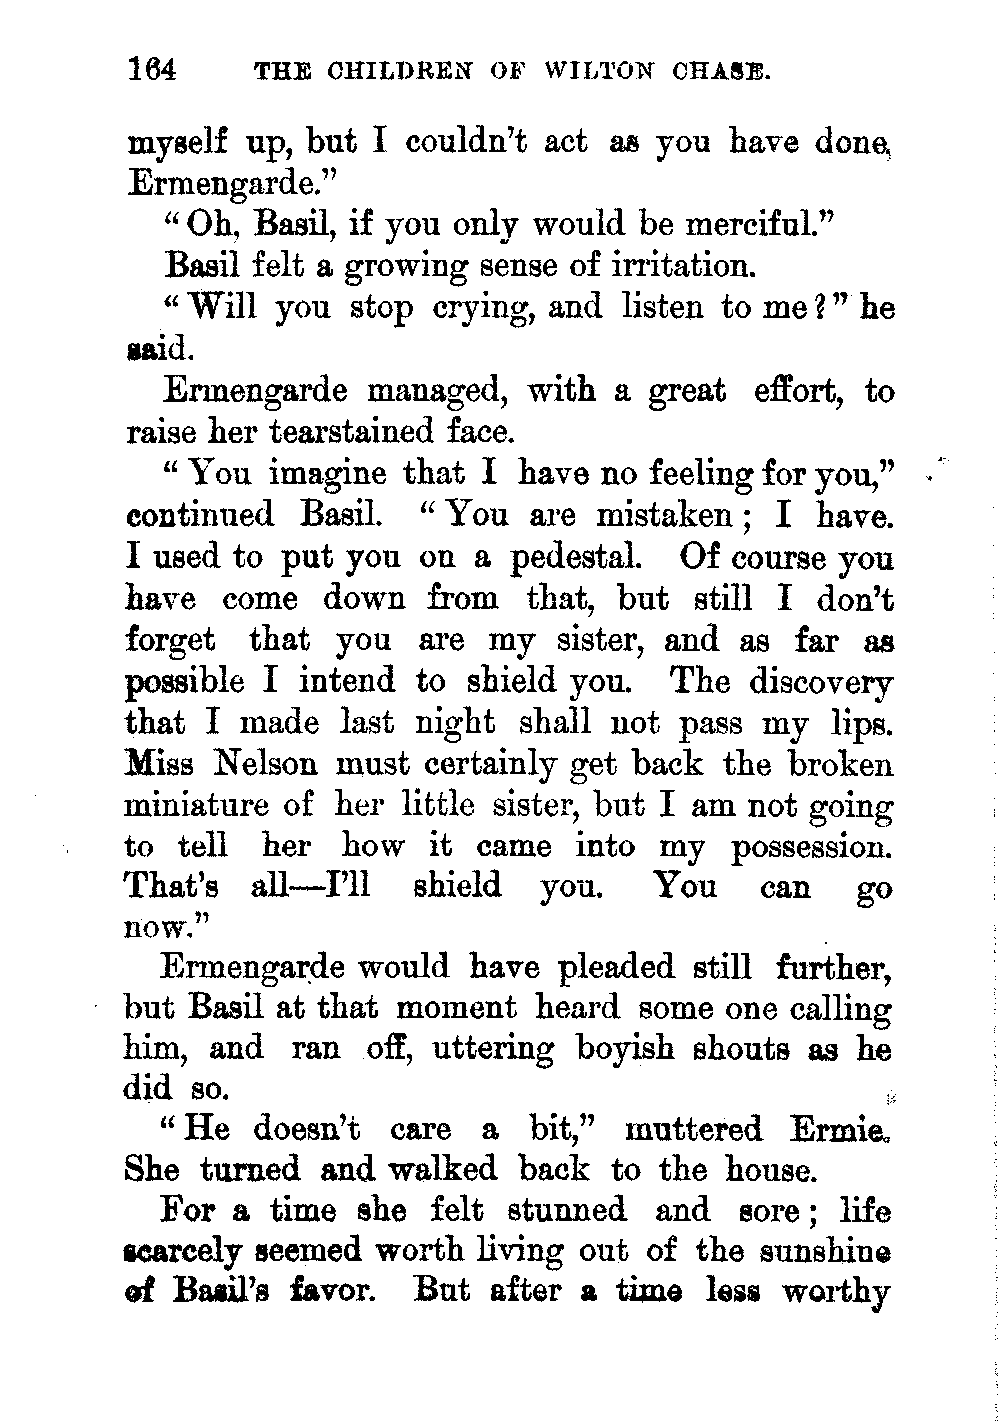 164 THE CHILDREN OF WILTON CHASE.
myself up, but I couldn't act as you have done,
Ermengarde."
"Oh, Basil, if you only would be merciful."
Basil felt a growing sense of irritation.
"Will you stop crying, and listen to me?" he
said.
Ermengarde managed, with a great effort, to
raise her tearstained face.
"You imagine that I have no feeling for you,"
continued Basil. "You are mistaken; I have.
I used to put you on a pedestal. Of course you
have come down from that, but still I don't
forget that you are my sister, and as far as
possible I intend to shield you. The discovery
that I made last night shall not pass my lips.
Miss Nelson must certainly get back the broken
miniature of her little sister, but I am not going
to tell her how it came into my possession.
That's all—I'll shield you. You can go
now."
Ermengarde would have pleaded still further,
but Basil at that moment heard some one calling
him, and ran off, uttering boyish shouts as he
did so.
"He doesn't care a bit," muttered Ermie.
She turned and walked back to the house.
For a time she felt stunned and sore; life
scarcely seemed worth living out of the sunshine
of Basil's favor. But after a time less worthy